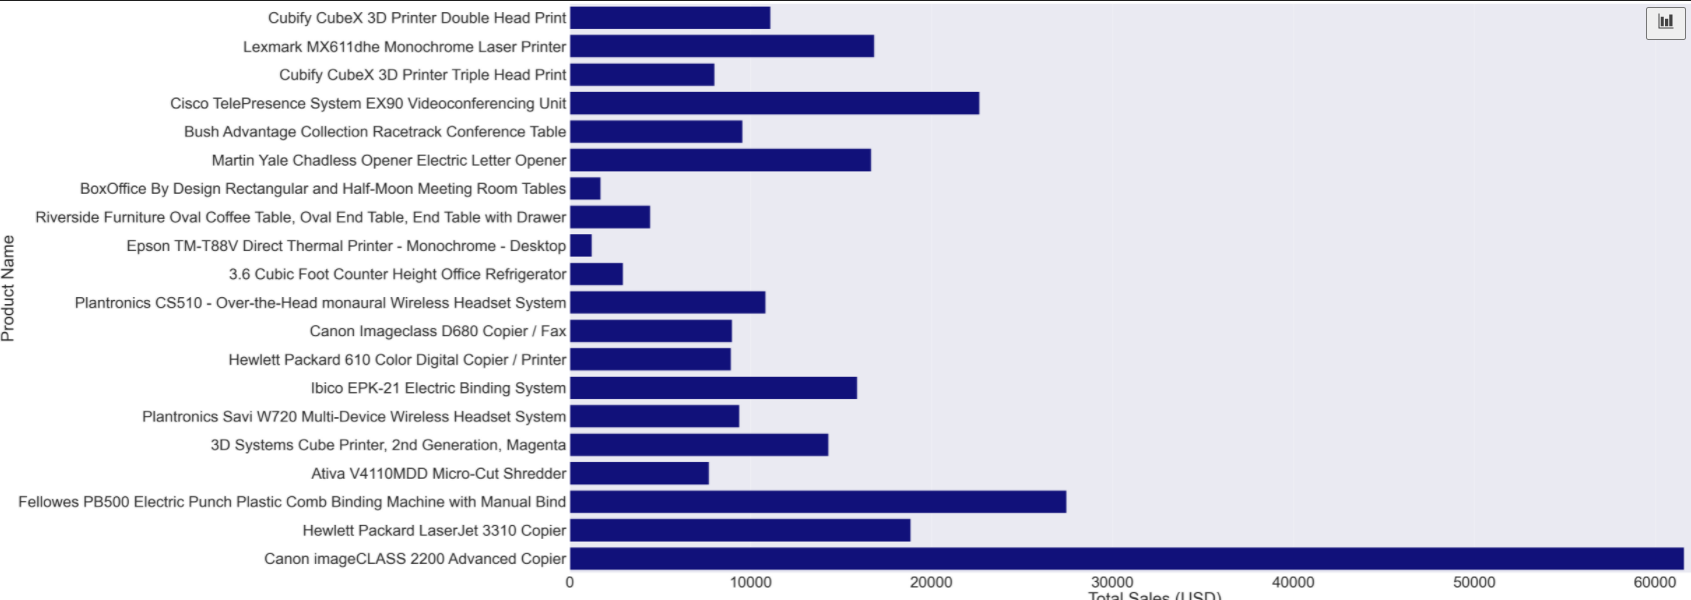 Cubify CubeX 3D Printer Double Head Print
Lexmark MX611dhe Monochrome Laser Printer
Cubify CubeX 3D Printer Triple Head Print
Cisco TelePresence System EX90 Videoconferencing Unit
Bush Advantage Collection Racetrack Conference Table
Martin Yale Chadless Opener Electric Letter Opener
BoxOffice By Design Rectangular and Half-Moon Meeting Room Tables
Riverside Furniture Oval Coffee Table, Oval End Table, End Table with Drawer
Epson TM-T88V Direct Thermal Printer - Monochrome - Desktop
3.6 Cubic Foot Counter Height Office Refrigerator
Plantronics CS510 - Over-the-Head monaural Wireless Headset System
Canon Imageclass D680 Copier / Fax
Hewlett Packard 610 Color Digital Copier / Printer
Ibico EPK-21 Electric Binding System
Plantronics Savi W720 Multi-Device Wireless Headset System
3D Systems Cube Printer, 2nd Generation, Magenta
Ativa V4110MDD Micro-Cut Shredder
Fellowes PB500 Electric Punch Plastic Comb Binding Machine with Manual Bind
Hewlett Packard LaserJet 3310 Copier
Canon imageCLASS 2200 Advanced Copier
Product Name
0 10000 20000 30000 40000 50000 60000
Total Sales (USD)